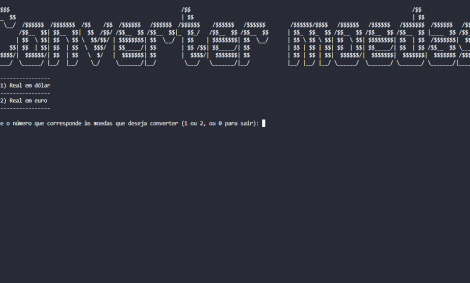 1) Real em dólar
2) Real em euro
e o número que corresponde às moedas que deseja converter (1 ou 2, ou 0 para sair):